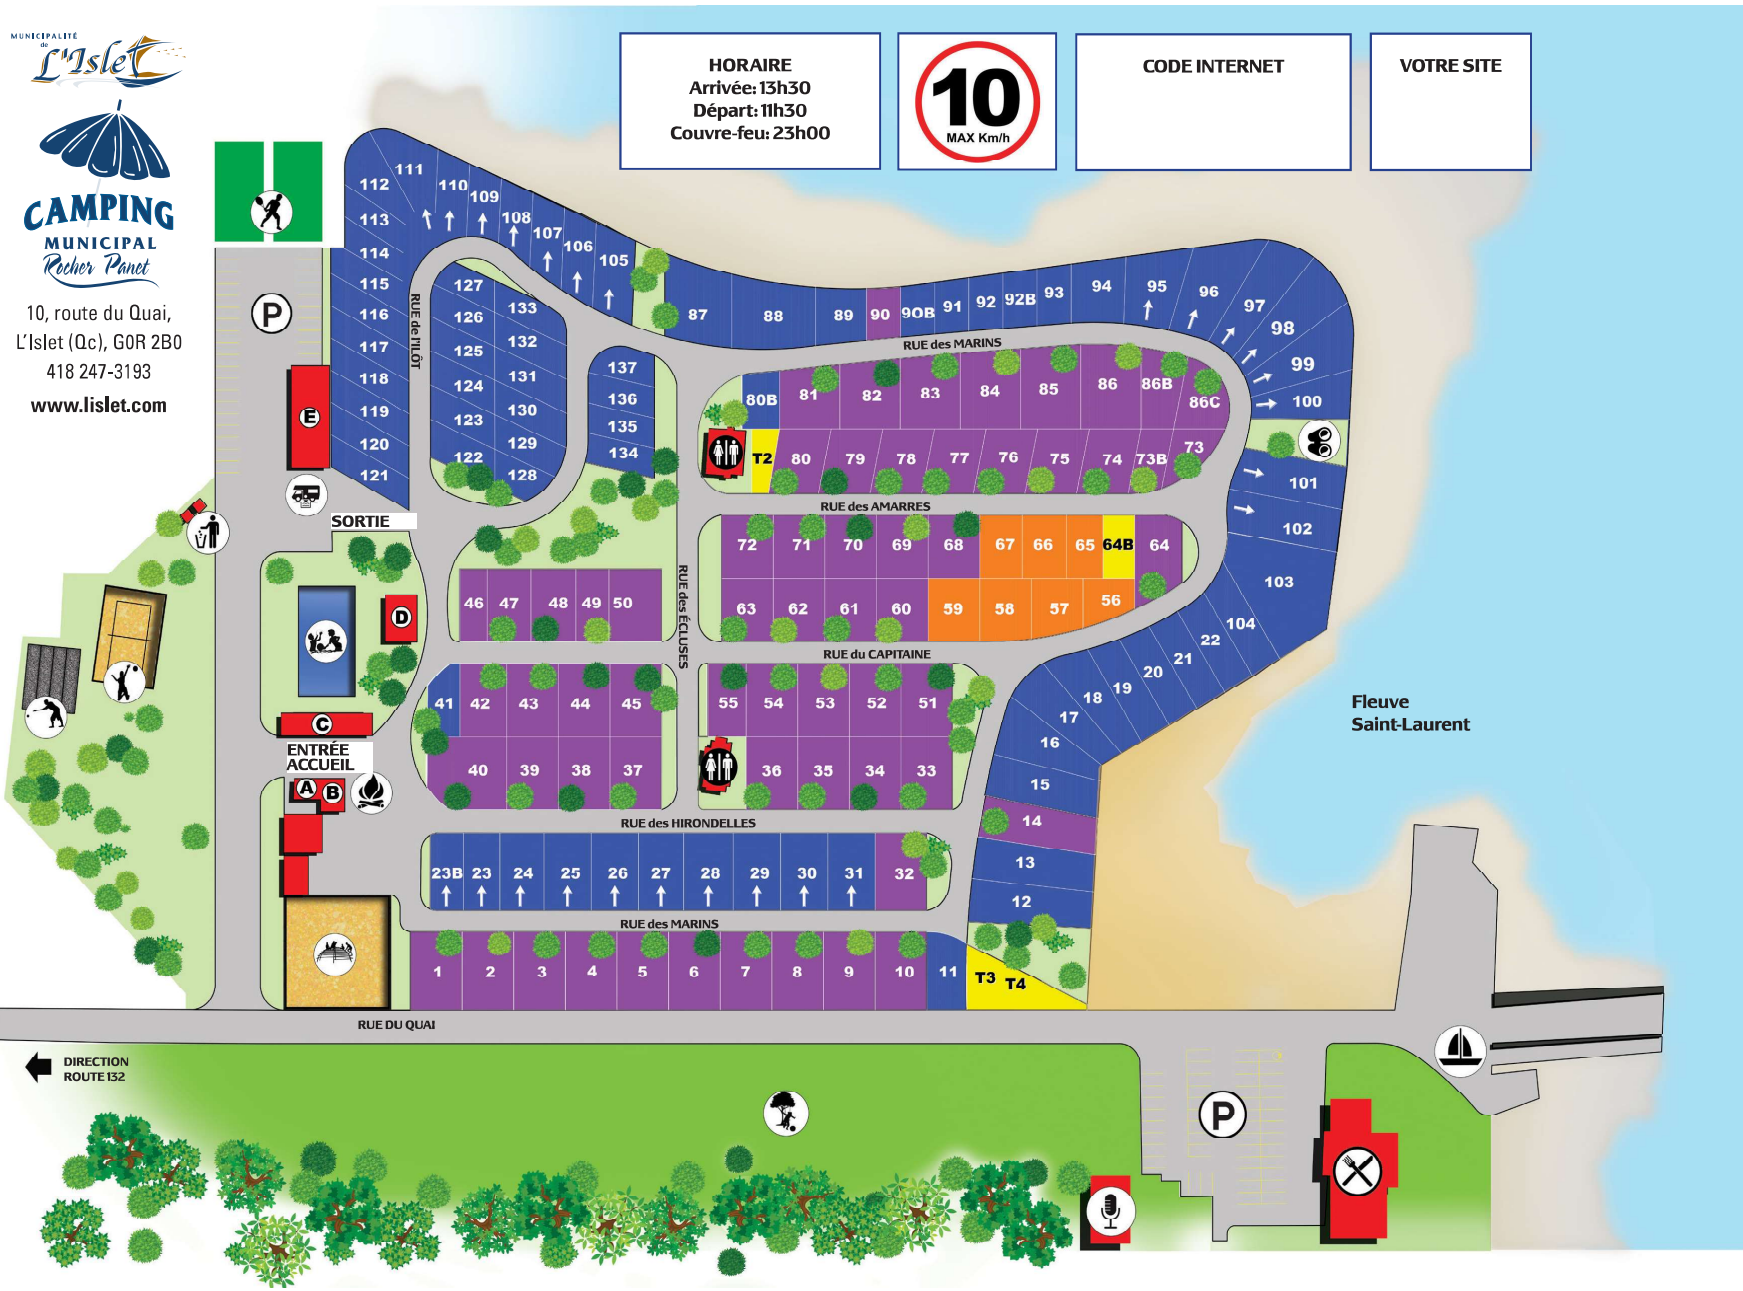 MUNICIPALITÉ
de
L'Islet
CAMPING
MUNICIPAL
Rocher Panet
10, route du Quai,
L'Islet (Qc), G0R 2B0
418 247-3193
www.lislet.com
HORAIRE
Arrivée: 13h30
Départ: 11h30
Couvre-feu: 23h00
10
MAX Km/h
CODE INTERNET
VOTRE SITE
111
112
110
109
113
108
107
106
114
105
115
116
117
118
119
120
121
RUE de l'ÎLÔT
127
133
126
132
125
131
124
130
123
129
122
128
137
136
135
134
87
88
89
90
90B
91
92
92B
93
94
95
96
97
98
99
100
101
102
103
104
22
21
20
19
18
17
16
15
14
13
12
RUE des MARINS
80B
81
82
83
84
85
86
86B
86C
T2
80
79
78
77
76
75
74
73B
73
RUE des AMARRES
72
71
70
69
68
67
66
65
64B
64
63
62
61
60
59
58
57
56
RUE du CAPITAINE
RUE des ÉCLUSES
46
47
48
49
50
41
42
43
44
45
40
39
38
37
55
54
53
52
51
36
35
34
33
RUE des HIRONDELLES
23B
23
24
25
26
27
28
29
30
31
32
RUE des MARINS
1
2
3
4
5
6
7
8
9
10
11
T3
T4
P
E
SORTIE
D
C
ENTRÉE
ACCUEIL
A
B
Fleuve
Saint-Laurent
RUE DU QUAI
DIRECTION
ROUTE 132
P